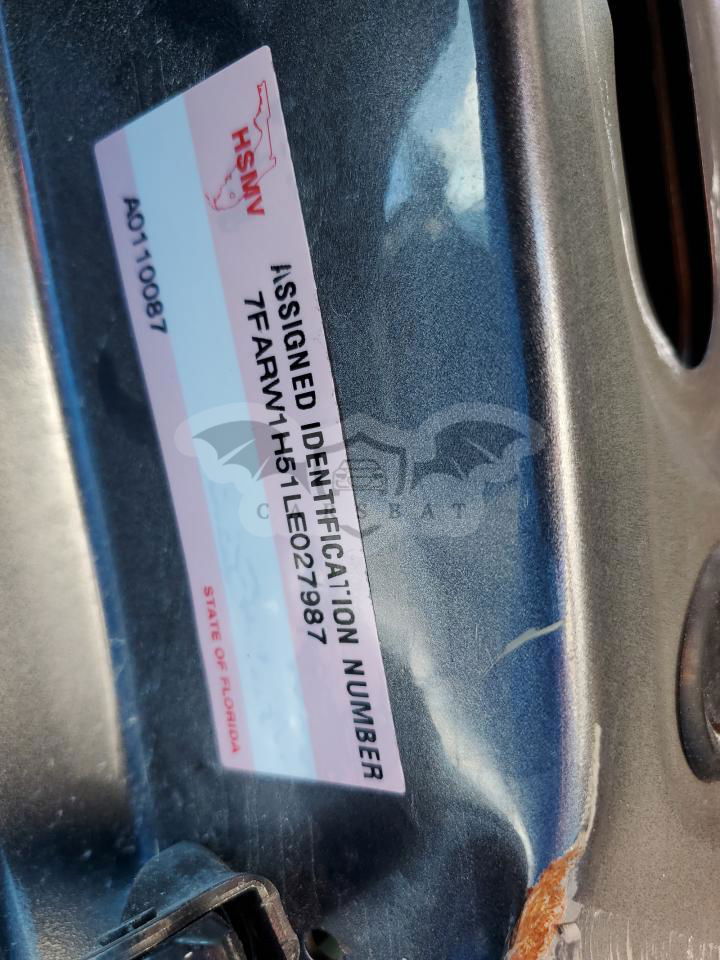 HSMV
ASSIGNED IDENTIFICATION NUMBER
7FARW1H51LE027987
A0110087
STATE OF FLORIDA